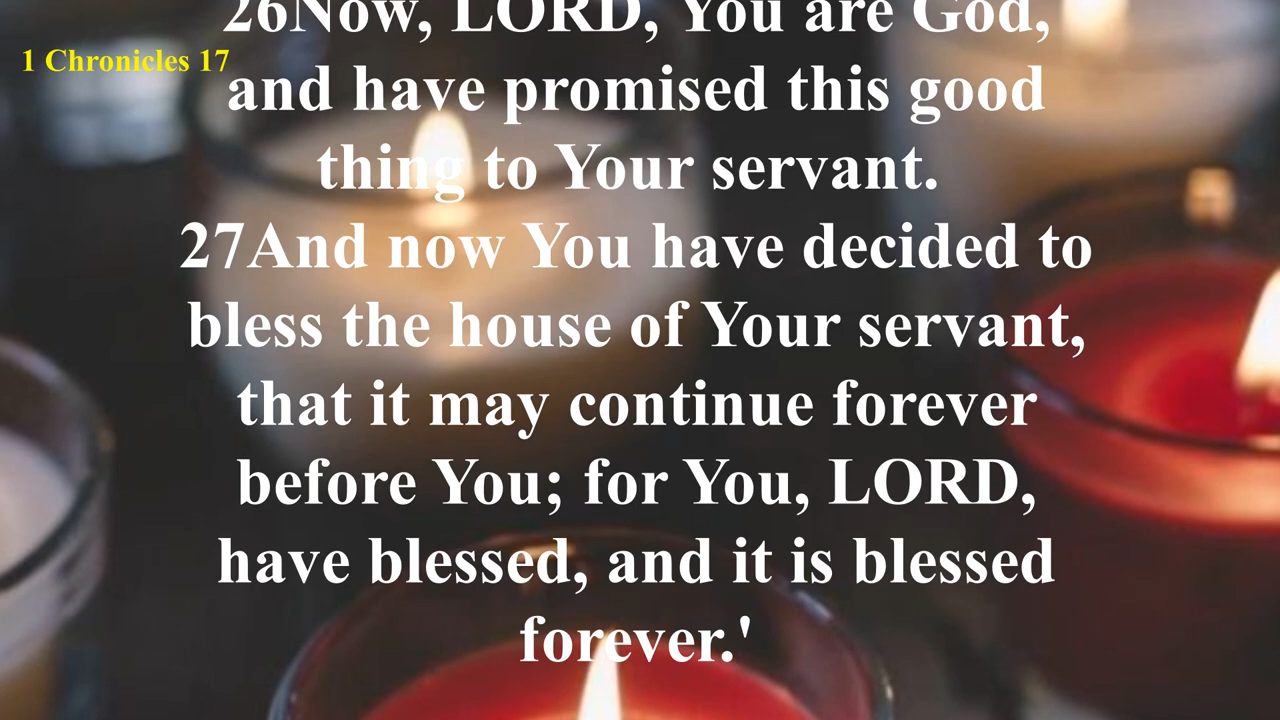 26Now, LORD, You are God,
1 Chronicles 17
and have promised this good
thing to Your servant.
27And now You have decided to
bless the house of Your servant,
that it may continue forever
before You; for You, LORD,
have blessed, and it is blessed
forever.'